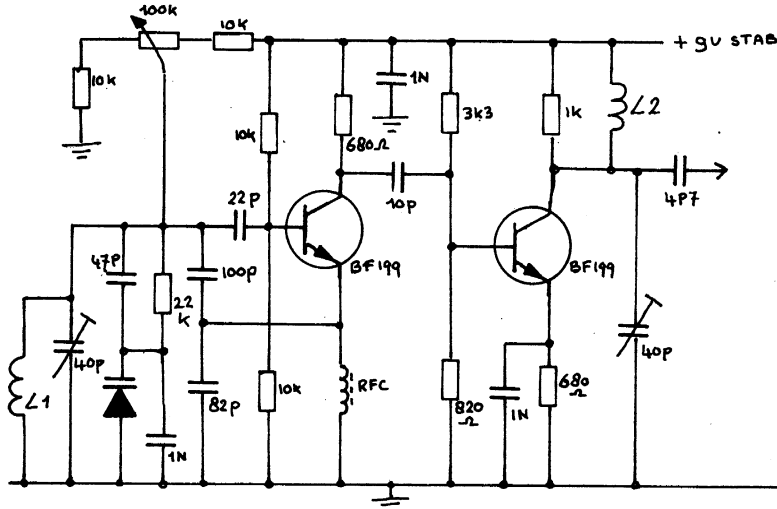 100k
10k
+ 9V STAB
10k
1N
10k
680Ω
3k3
1k
L2
22p
10p
4p7
47p
100p
BF199
BF199
22
k
40p
L1
82p
10k
RFC
820
Ω
1N
680
Ω
40p
1N